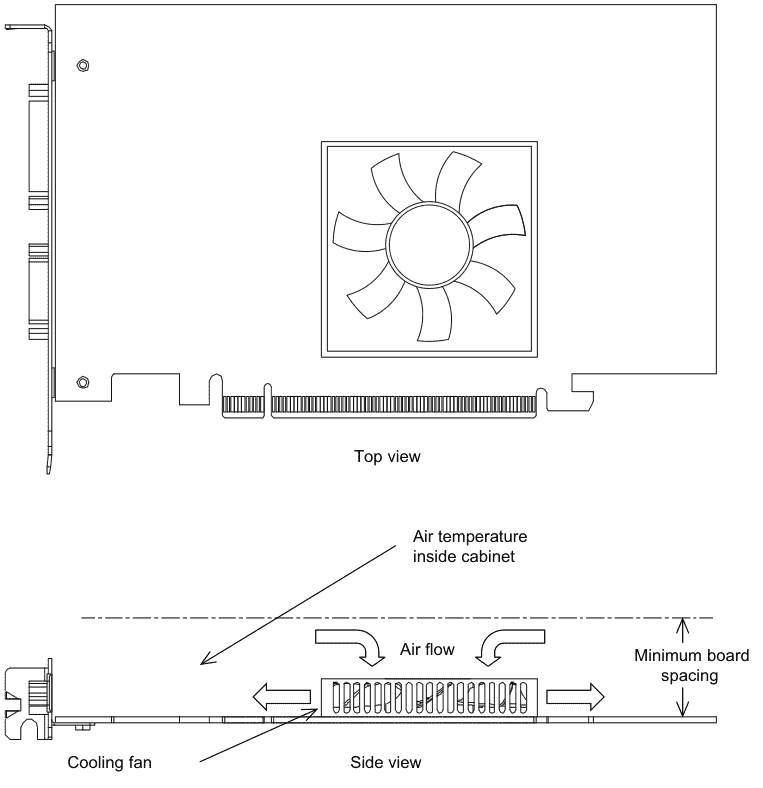 Top view
Air temperature
inside cabinet
Air flow
Minimum board
spacing
Cooling fan
Side view